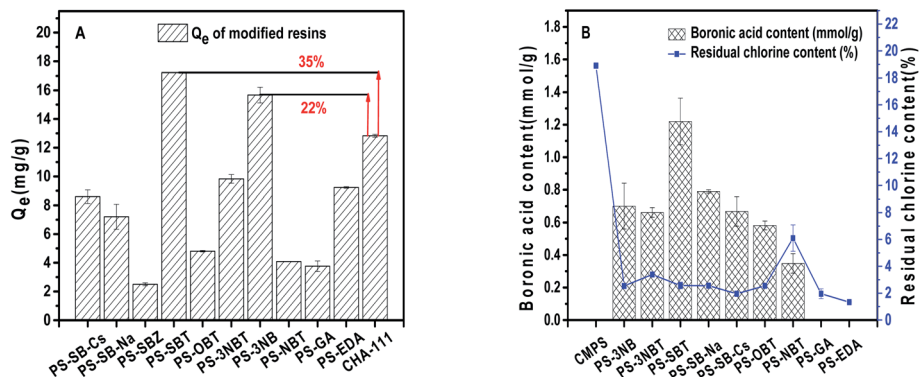 A
Qe of modified resins
35%
22%
Qe(mg/g)
18
16
14
12
10
8
6
4
2
0
PS-SB-Cs
PS-SB-Na
PS-SBZ
PS-SBT
PS-OBT
PS-3NBT
PS-3NB
PS-NBT
PS-GA
PS-EDA
CHA-111
B
Boronic acid content (mmol/g)
Residual chlorine content (%)
Boronic acid content(mmol/g)
1.8
1.6
1.4
1.2
1.0
0.8
0.6
0.4
0.2
0.0
22
20
18
16
14
12
10
8
6
4
2
0
Residual chlorine content(%)
CMPS
PS-3NB
PS-3NBT
PS-SBT
PS-SB-Na
PS-SB-Cs
PS-OBT
PS-NBT
PS-GA
PS-EDA